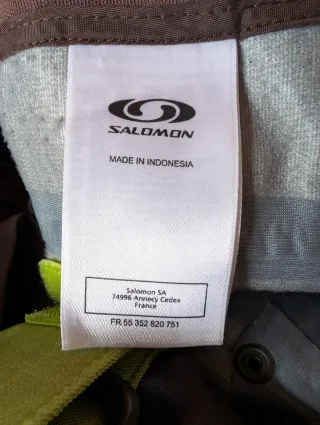 SALOMON
MADE IN INDONESIA
Salomon SA
74996 Annecy Cedex
France
FR 55 352 820 751